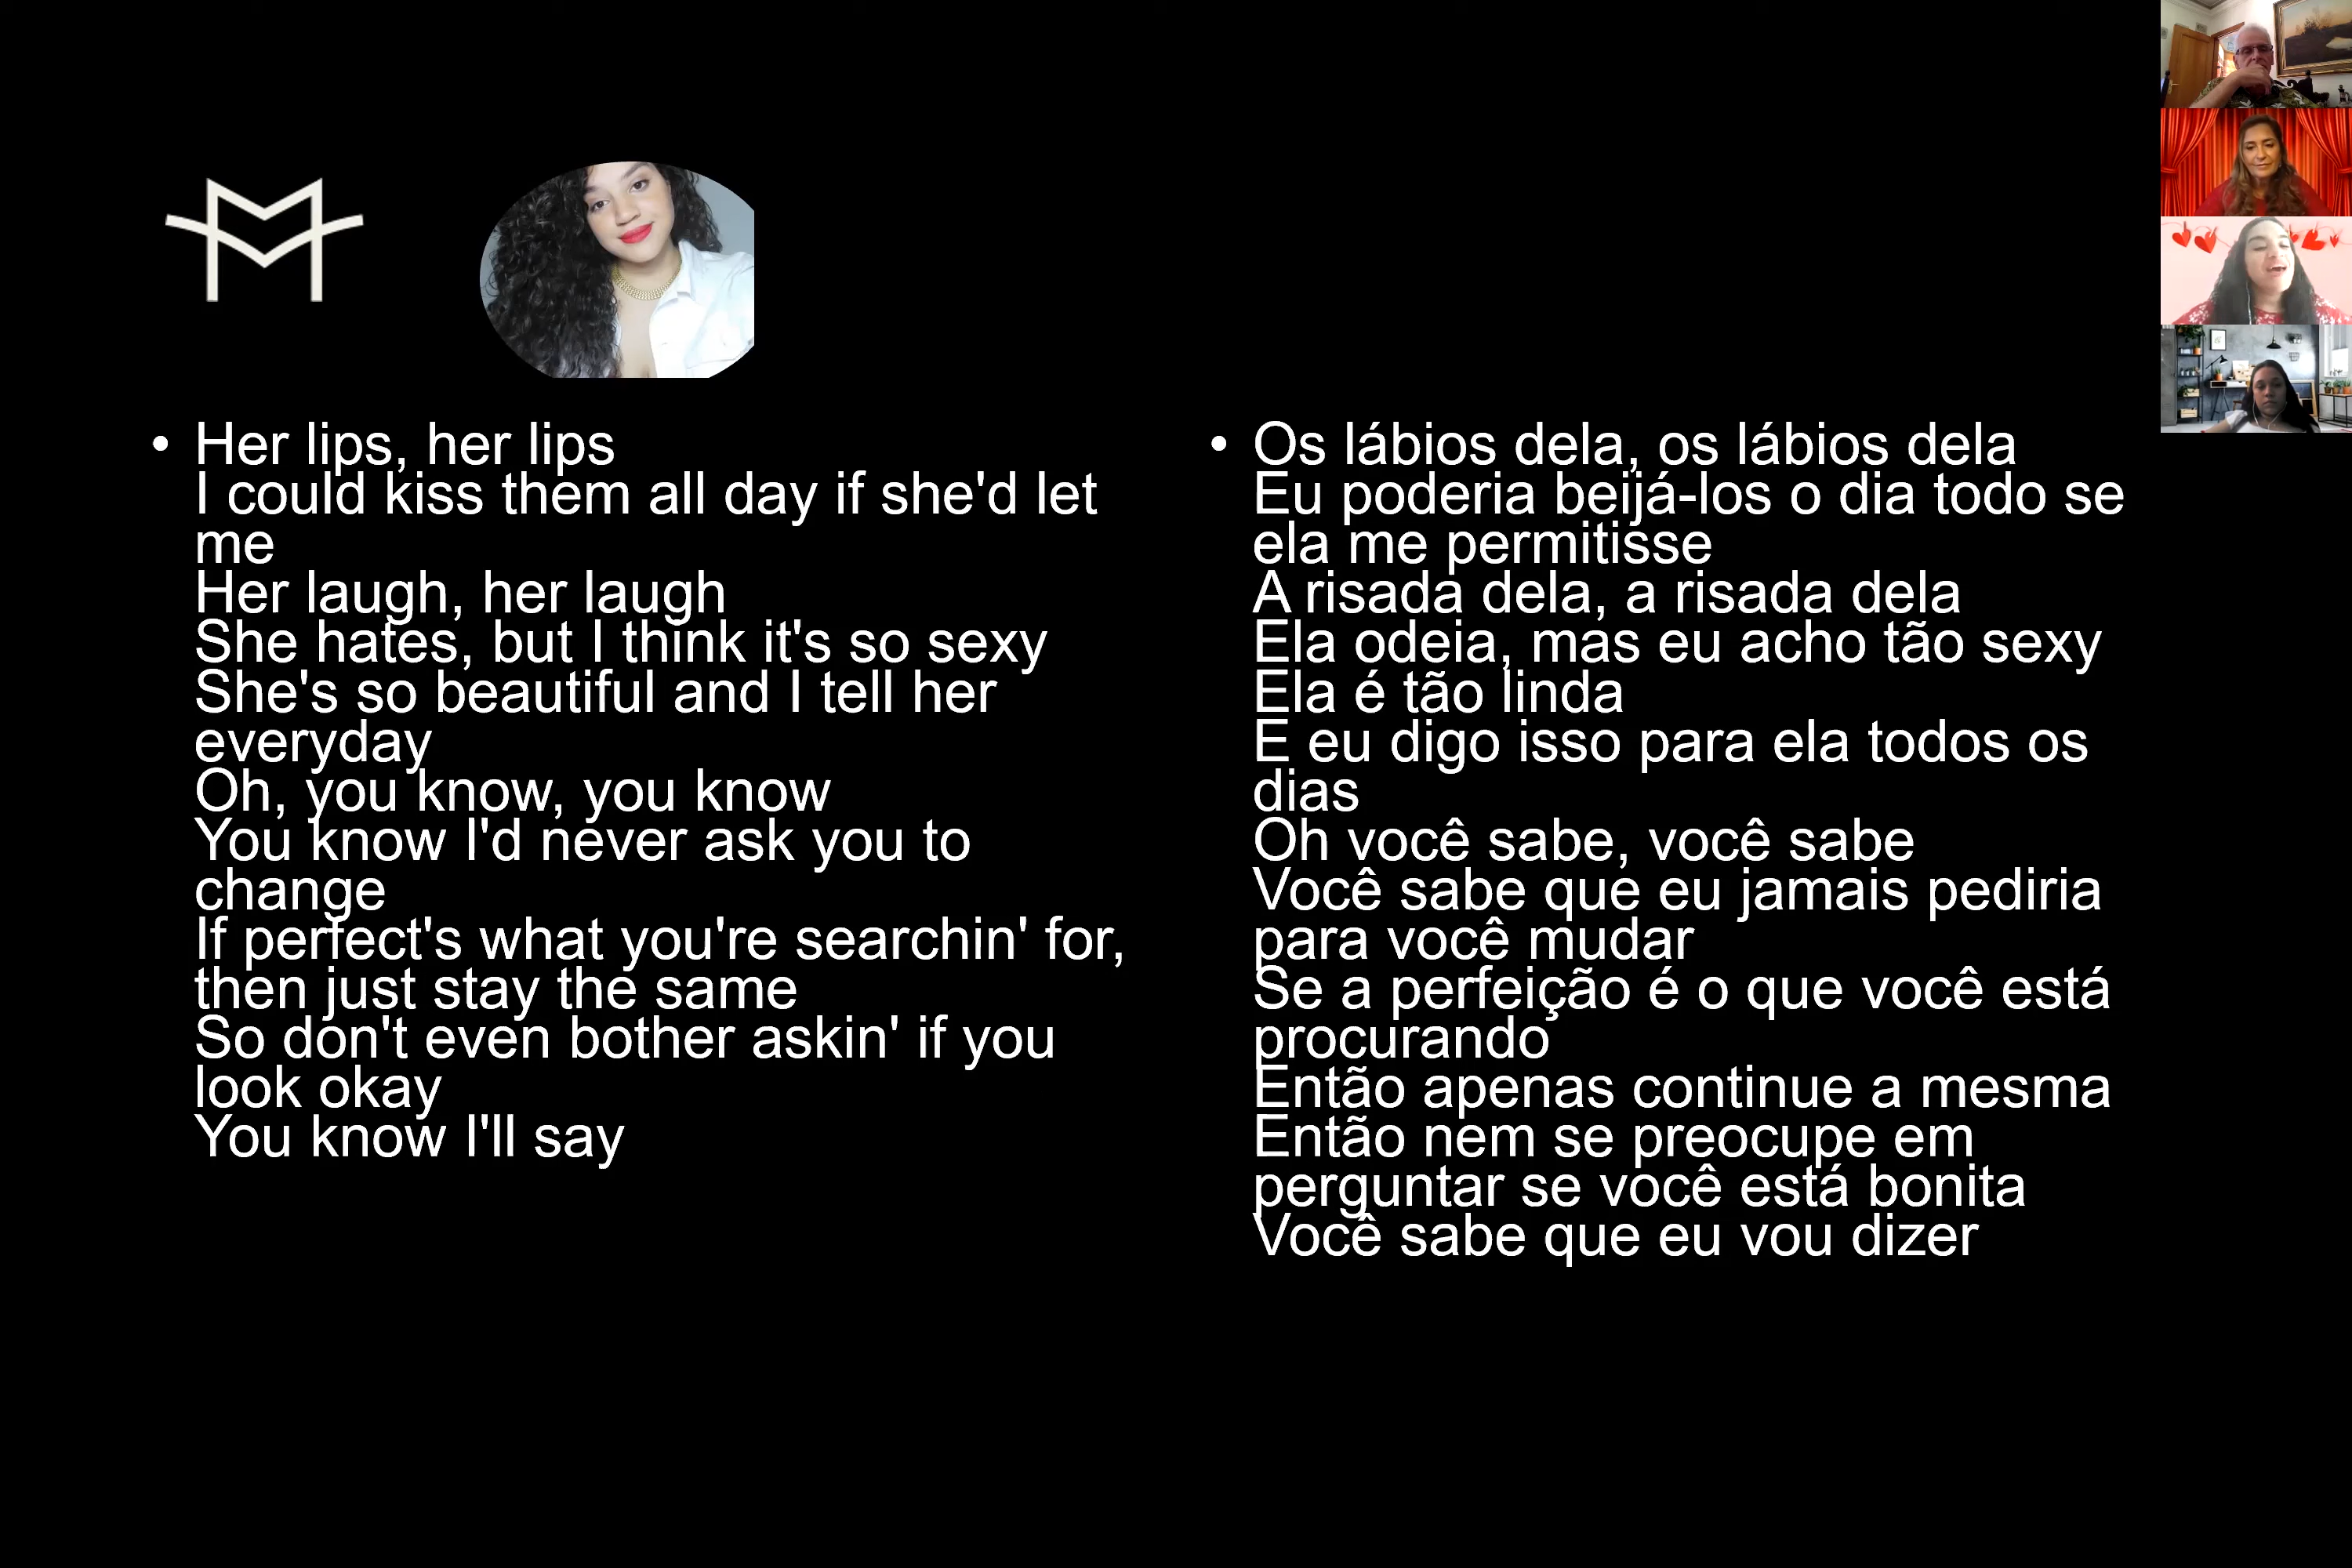 • Her lips, her lips
I could kiss them all day if she'd let
me
Her laugh, her laugh
She hates, but I think it's so sexy
She's so beautiful and I tell her
everyday
Oh, you know, you know
You know I'd never ask you to
change
If perfect's what you're searchin' for,
then just stay the same
So don't even bother askin' if you
look okay
You know I'll say
• Os lábios dela, os lábios dela
Eu poderia beijá-los o dia todo se
ela me permitisse
A risada dela, a risada dela
Ela odeia, mas eu acho tão sexy
Ela é tão linda
E eu digo isso para ela todos os
dias
Oh você sabe, você sabe
Você sabe que eu jamais pediria
para você mudar
Se a perfeição é o que você está
procurando
Então apenas continue a mesma
Então nem se preocupe em
perguntar se você está bonita
Você sabe que eu vou dizer